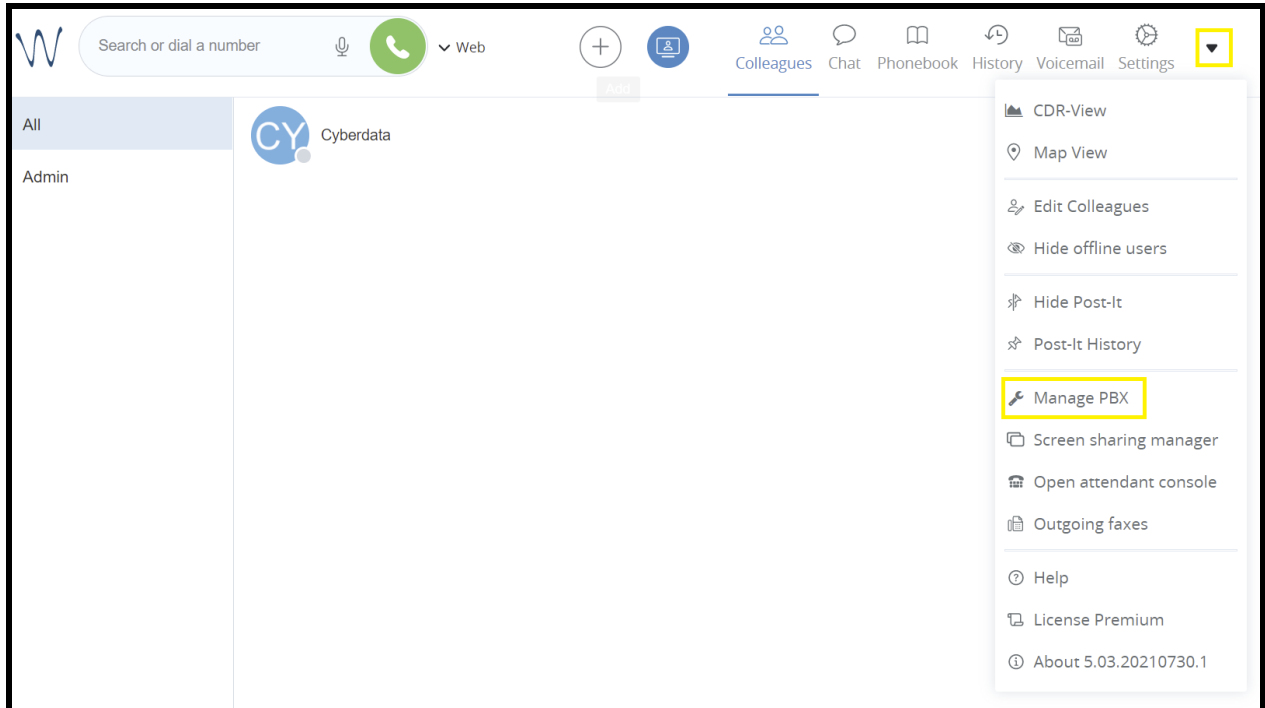 Search or dial a number
Web
Add
Colleagues
Chat
Phonebook
History
Voicemail
Settings
All
Admin
CY
Cyberdata
CDR-View
Map View
Edit Colleagues
Hide offline users
Hide Post-It
Post-It History
Manage PBX
Screen sharing manager
Open attendant console
Outgoing faxes
Help
License Premium
About 5.03.20210730.1